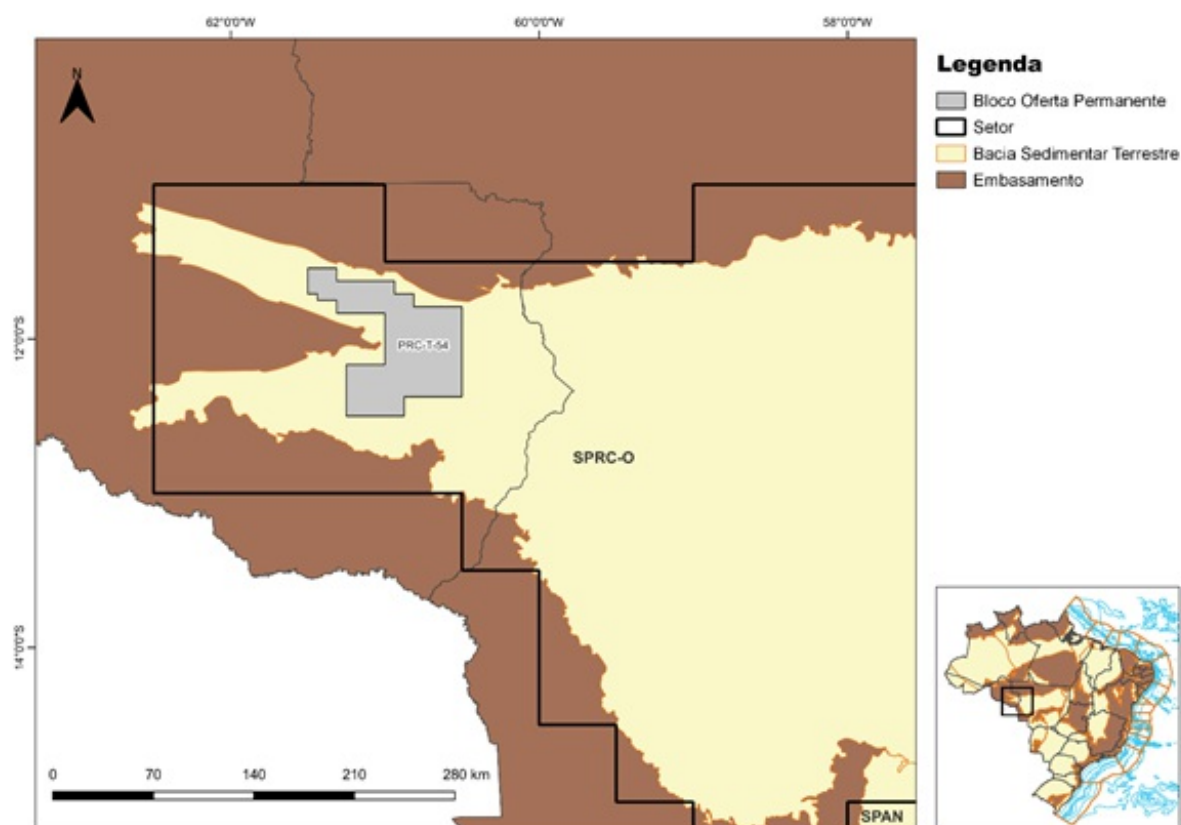 62°0'0"W
60°0'0"W
58°0'0"W
N
12°0'0"S
14°0'0"S
PRC-T-54
SPRC-O
SPAN
0 70 140 210 280 km
Legenda
Bloco Oferta Permanente
Setor
Bacia Sedimentar Terrestre
Embasamento